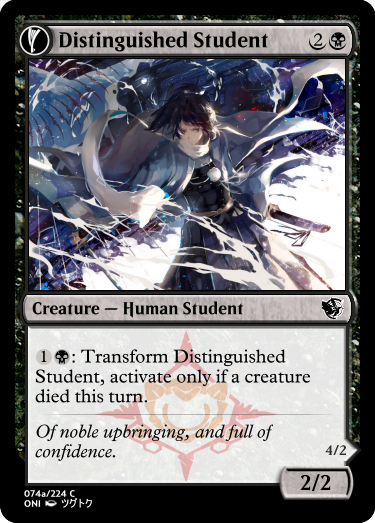 Distinguished Student 2
Creature — Human Student
1 : Transform Distinguished
Student, activate only if a creature
died this turn.
Of noble upbringing, and full of
confidence.
4/2
2/2
074a/224 C
ONI ツグトク